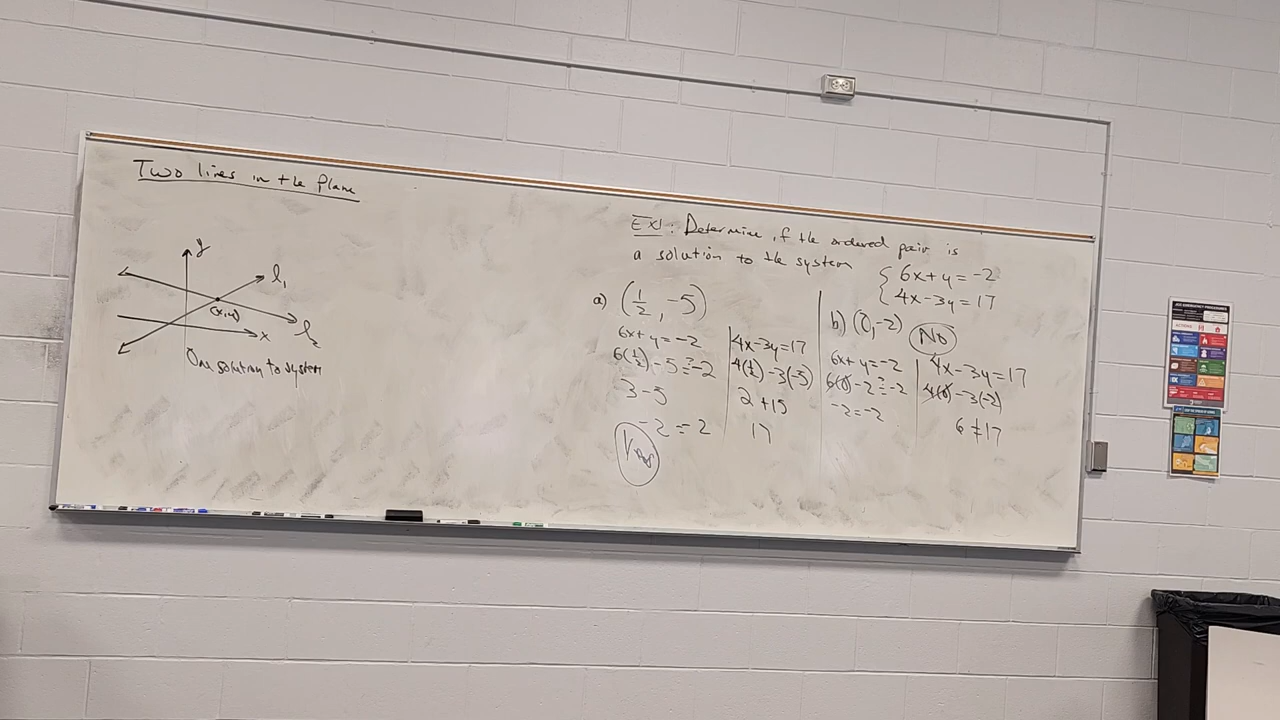 Two lines in the Plane
y
l₁
(x,y)
x
l₂
One solution to system
Ex1: Determine if the ordered pair is
a solution to the system
{ 6x+y=-2
4x-3y=17
a) (1/2, -5)
6x+y=-2
6(1/2)-5=-2
3-5
-2=2
Yes
4x-3y=17
4(1/2)-3(-5)
2+15
17
b) (0,-2) No
6x+y=-2
6(0)-2=-2
-2=-2
4x-3y=17
4(0)-3(-2)
6≠17